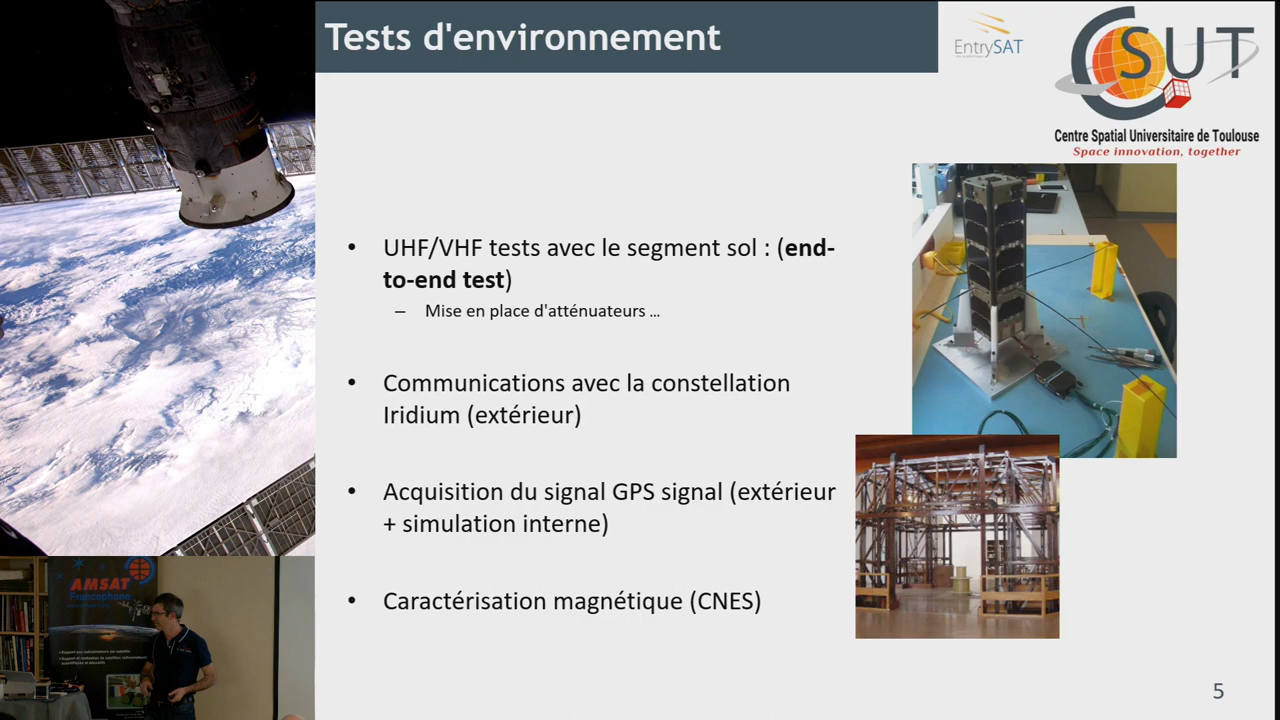 Tests d'environnement
EntrySAT
CSUT
Centre Spatial Universitaire de Toulouse
Space innovation, together
• UHF/VHF tests avec le segment sol : (end-
to-end test)
– Mise en place d'atténuateurs ...
• Communications avec la constellation
Iridium (extérieur)
• Acquisition du signal GPS signal (extérieur
+ simulation interne)
• Caractérisation magnétique (CNES)
AMSAT
Francophone
5